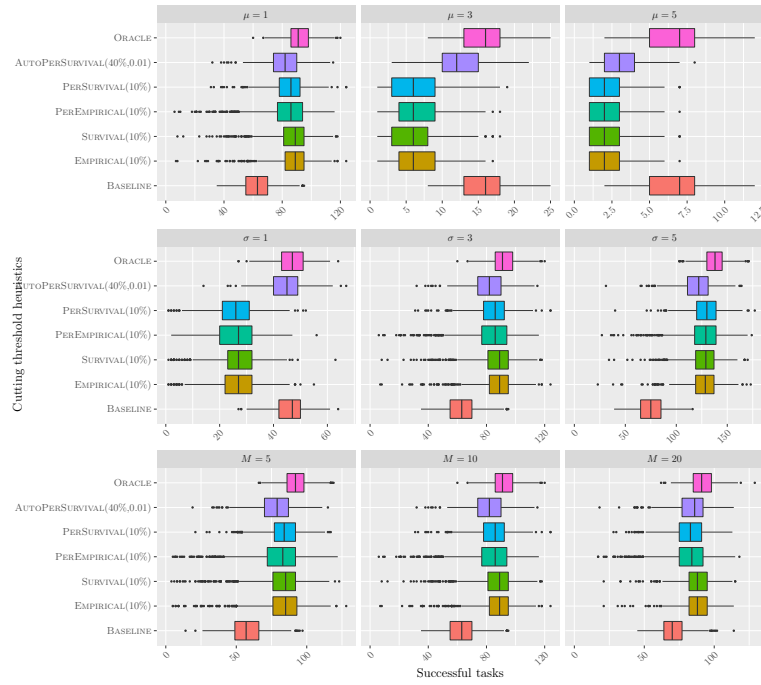 μ = 1
μ = 3
μ = 5
ORACLE
AUTOPERSURVIVAL(40%,0.01)
PERSURVIVAL(10%)
PEREMPIRICAL(10%)
SURVIVAL(10%)
EMPIRICAL(10%)
BASELINE
0 40 80 120
0 5 10 15 20 25
0.0 2.5 5.0 7.5 10.0 12.5
σ = 1
σ = 3
σ = 5
ORACLE
AUTOPERSURVIVAL(40%,0.01)
PERSURVIVAL(10%)
PEREMPIRICAL(10%)
SURVIVAL(10%)
EMPIRICAL(10%)
BASELINE
0 20 40 60
0 40 80 120
0 50 100 150
M = 5
M = 10
M = 20
ORACLE
AUTOPERSURVIVAL(40%,0.01)
PERSURVIVAL(10%)
PEREMPIRICAL(10%)
SURVIVAL(10%)
EMPIRICAL(10%)
BASELINE
0 50 100
0 40 80 120
0 50 100
Cutting threshold heuristics
Successful tasks